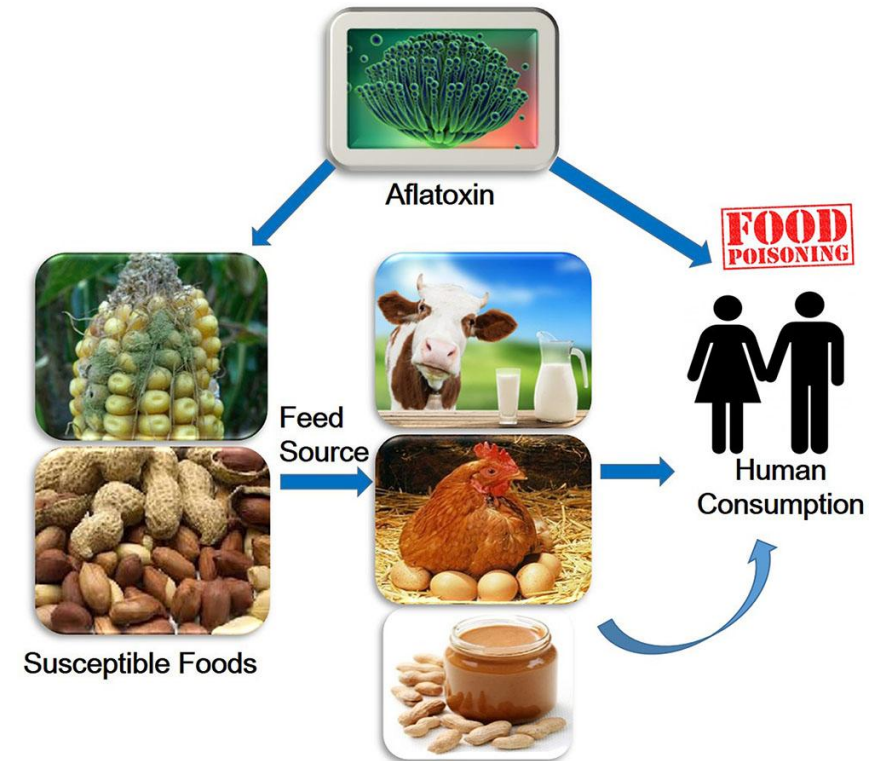 Aflatoxin
FOOD
POISONING
Feed
Source
Human
Consumption
Susceptible Foods